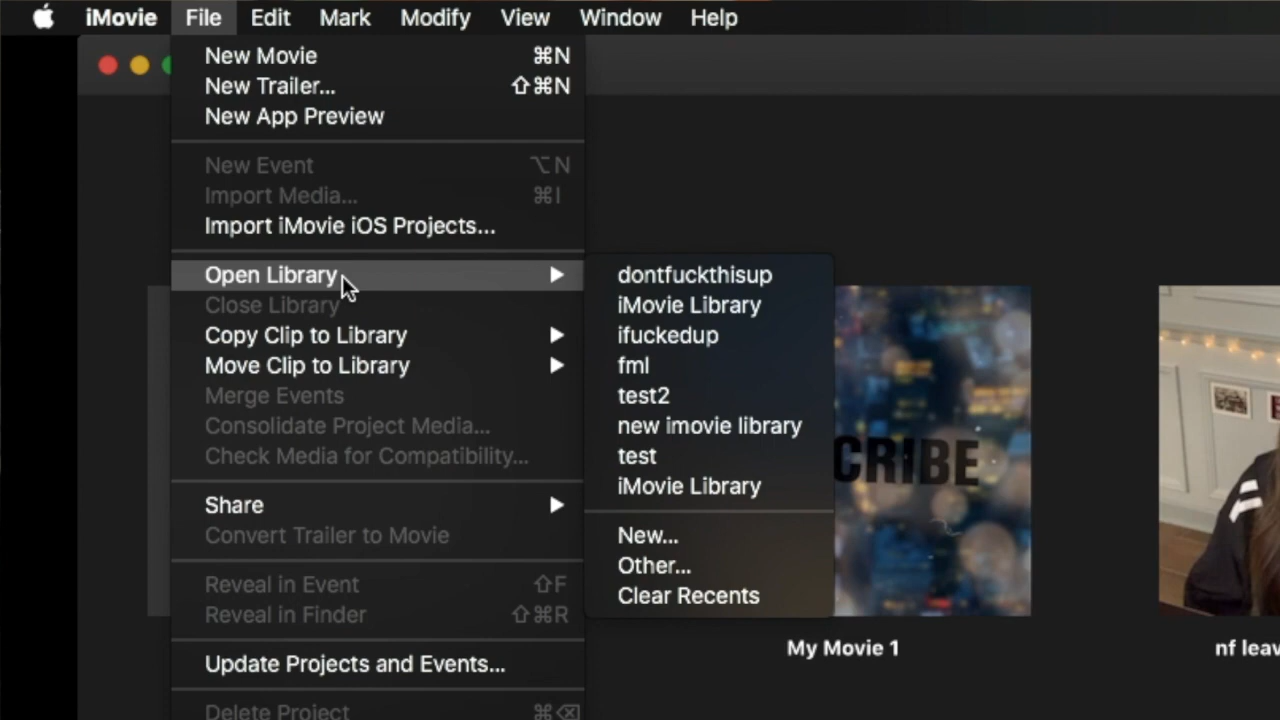 iMovie File Edit Mark Modify View Window Help
New Movie ⌘N
New Trailer... ⇧⌘N
New App Preview
New Event ⌥N
Import Media... ⌘I
Import iMovie iOS Projects...
Open Library
Close Library
Copy Clip to Library
Move Clip to Library
Merge Events
Consolidate Project Media...
Check Media for Compatibility...
Share
Convert Trailer to Movie
Reveal in Event ⇧F
Reveal in Finder ⇧⌘R
Update Projects and Events...
Delete Project ⌘⌫
dontfuckthisup
iMovie Library
ifuckedup
fml
test2
new imovie library
test
iMovie Library
New...
Other...
Clear Recents
CRIBE
My Movie 1
nf leav